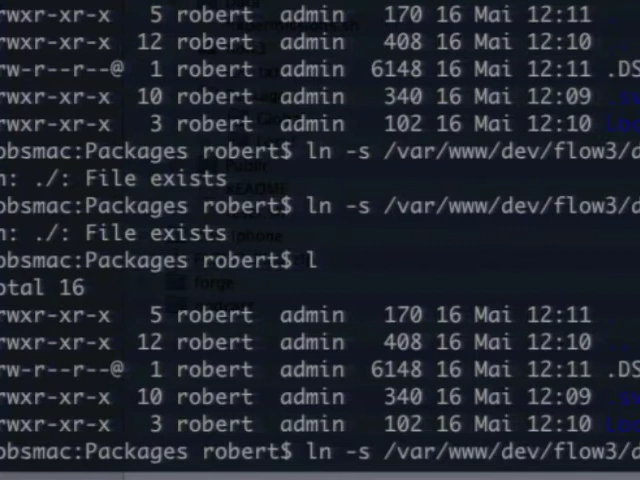 rwxr-xr-x 5 robert admin 170 16 Mai 12:11
rwxr-xr-x 12 robert admin 408 16 Mai 12:10
rw-r--r--@ 1 robert admin 6148 16 Mai 12:11 .DS
rwxr-xr-x 10 robert admin 340 16 Mai 12:09
rwxr-xr-x 3 robert admin 102 16 Mai 12:10
obsmac:Packages robert$ ln -s /var/www/dev/flow3/d
n: ./: File exists
obsmac:Packages robert$ ln -s /var/www/dev/flow3/d
n: ./: File exists
obsmac:Packages robert$ l
otal 16
rwxr-xr-x 5 robert admin 170 16 Mai 12:11
rwxr-xr-x 12 robert admin 408 16 Mai 12:10
rw-r--r--@ 1 robert admin 6148 16 Mai 12:11 .DS
rwxr-xr-x 10 robert admin 340 16 Mai 12:09
rwxr-xr-x 3 robert admin 102 16 Mai 12:10
obsmac:Packages robert$ ln -s /var/www/dev/flow3/d